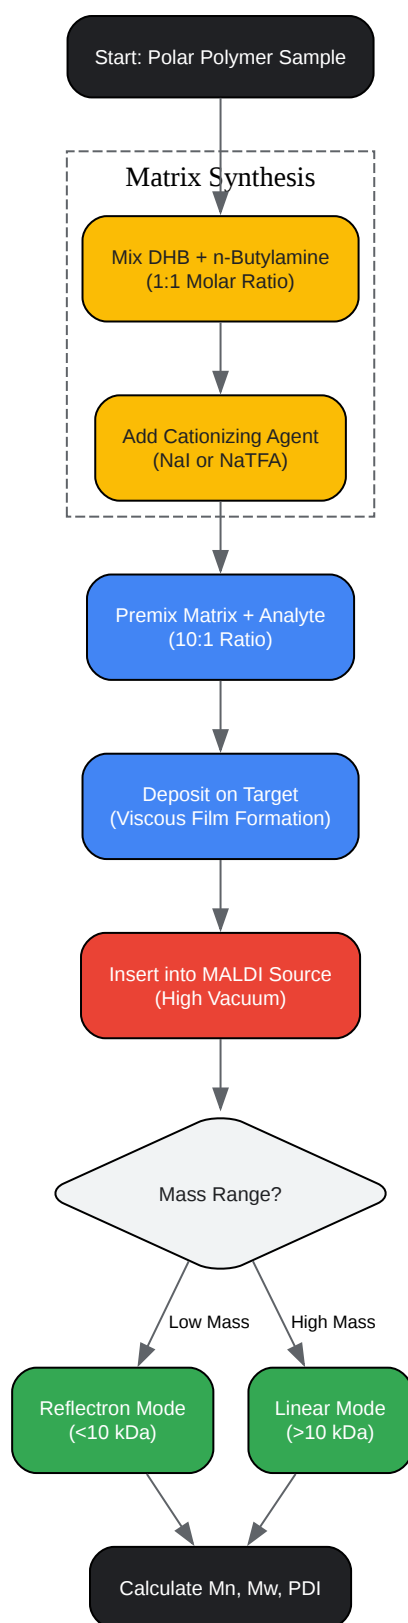 Start: Polar Polymer Sample
Matrix Synthesis
Mix DHB + n-Butylamine
(1:1 Molar Ratio)
Add Cationizing Agent
(NaI or NaTFA)
Premix Matrix + Analyte
(10:1 Ratio)
Deposit on Target
(Viscous Film Formation)
Insert into MALDI Source
(High Vacuum)
Mass Range?
Low Mass
High Mass
Reflectron Mode
(<10 kDa)
Linear Mode
(>10 kDa)
Calculate Mn, Mw, PDI